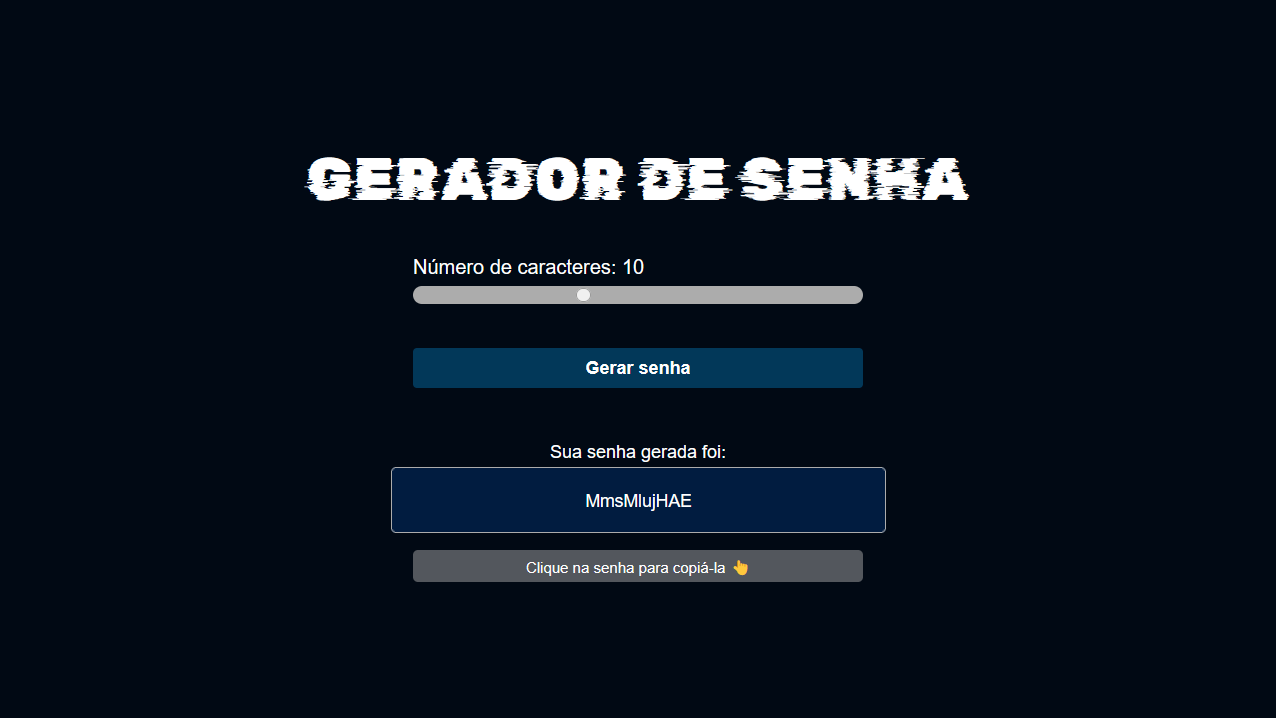 GERADOR DE SENHA
Número de caracteres: 10
Gerar senha
Sua senha gerada foi:
MmsMlujHAE
Clique na senha para copiá-la 👆